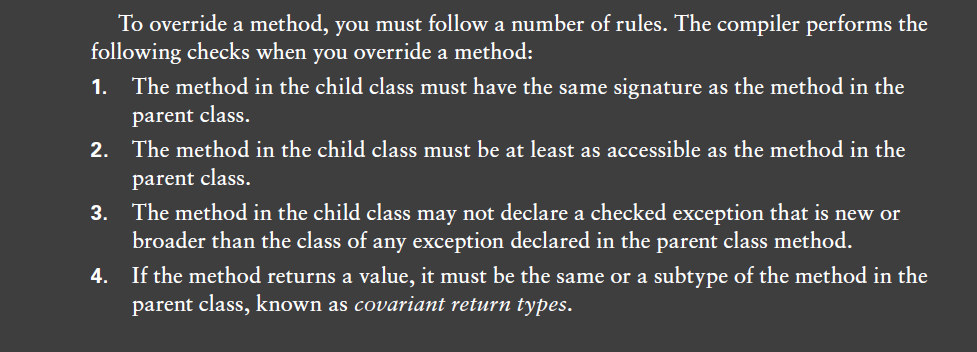 To override a method, you must follow a number of rules. The compiler performs the
following checks when you override a method:
1. The method in the child class must have the same signature as the method in the
parent class.
2. The method in the child class must be at least as accessible as the method in the
parent class.
3. The method in the child class may not declare a checked exception that is new or
broader than the class of any exception declared in the parent class method.
4. If the method returns a value, it must be the same or a subtype of the method in the
parent class, known as covariant return types.